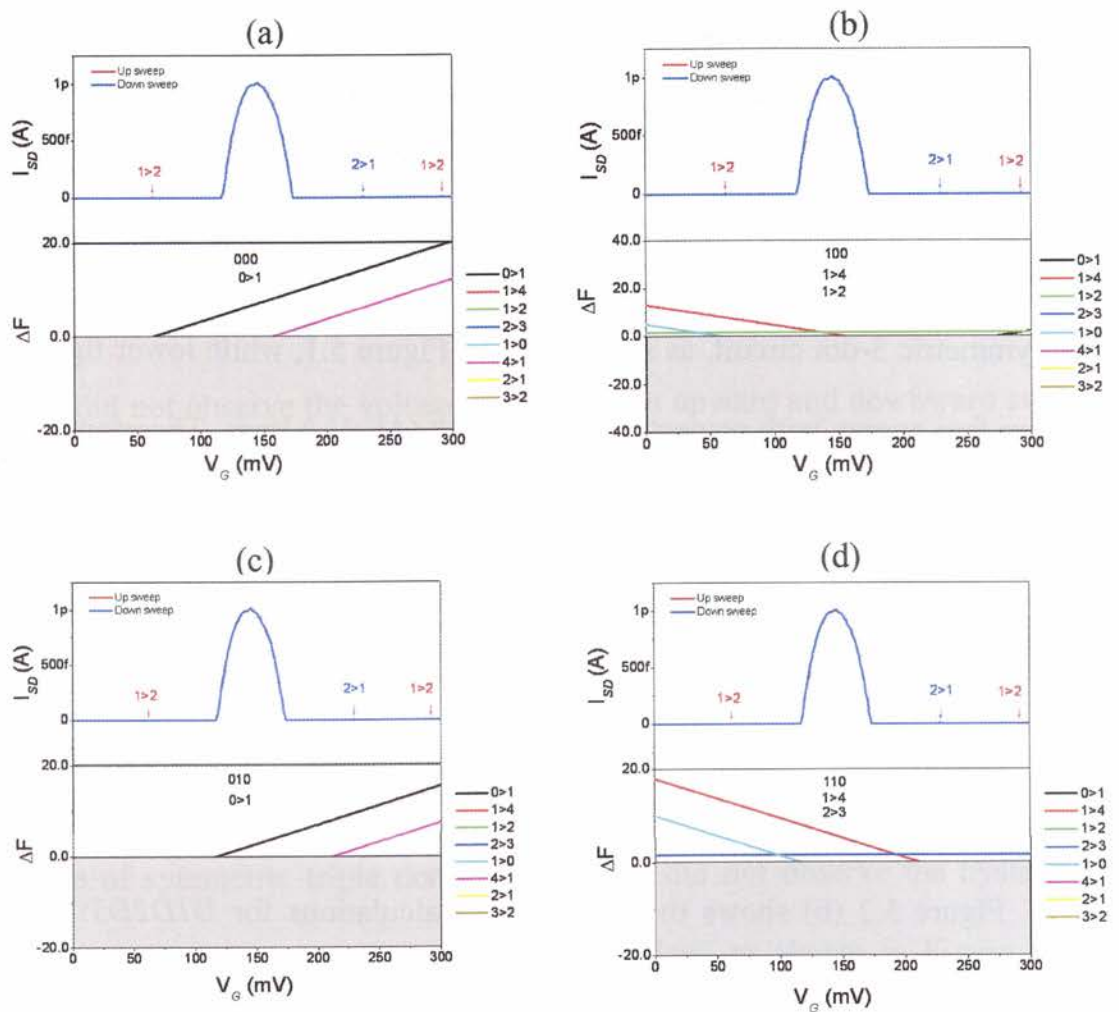 (a)
Up sweep
Down sweep
1p
500f
0
I_SD (A)
1>2
2>1
1>2
20.0
0.0
-20.0
ΔF
000
0>1
0 50 100 150 200 250 300
V_G (mV)
0>1
1>4
1>2
2>3
1>0
4>1
2>1
3>2
(b)
Up sweep
Down sweep
1p
500f
0
I_SD (A)
1>2
2>1
1>2
40.0
20.0
0.0
-20.0
-40.0
ΔF
100
1>4
1>2
0 50 100 150 200 250 300
V_G (mV)
0>1
1>4
1>2
2>3
1>0
4>1
2>1
3>2
(c)
Up sweep
Down sweep
1p
500f
0
I_SD (A)
1>2
2>1
1>2
20.0
0.0
-20.0
ΔF
010
0>1
0 50 100 150 200 250 300
V_G (mV)
0>1
1>4
1>2
2>3
1>0
4>1
2>1
3>2
(d)
Up sweep
Down sweep
1p
500f
0
I_SD (A)
1>2
2>1
1>2
20.0
0.0
-20.0
ΔF
110
1>4
2>3
0 50 100 150 200 250 300
V_G (mV)
0>1
1>4
1>2
2>3
1>0
4>1
2>1
3>2